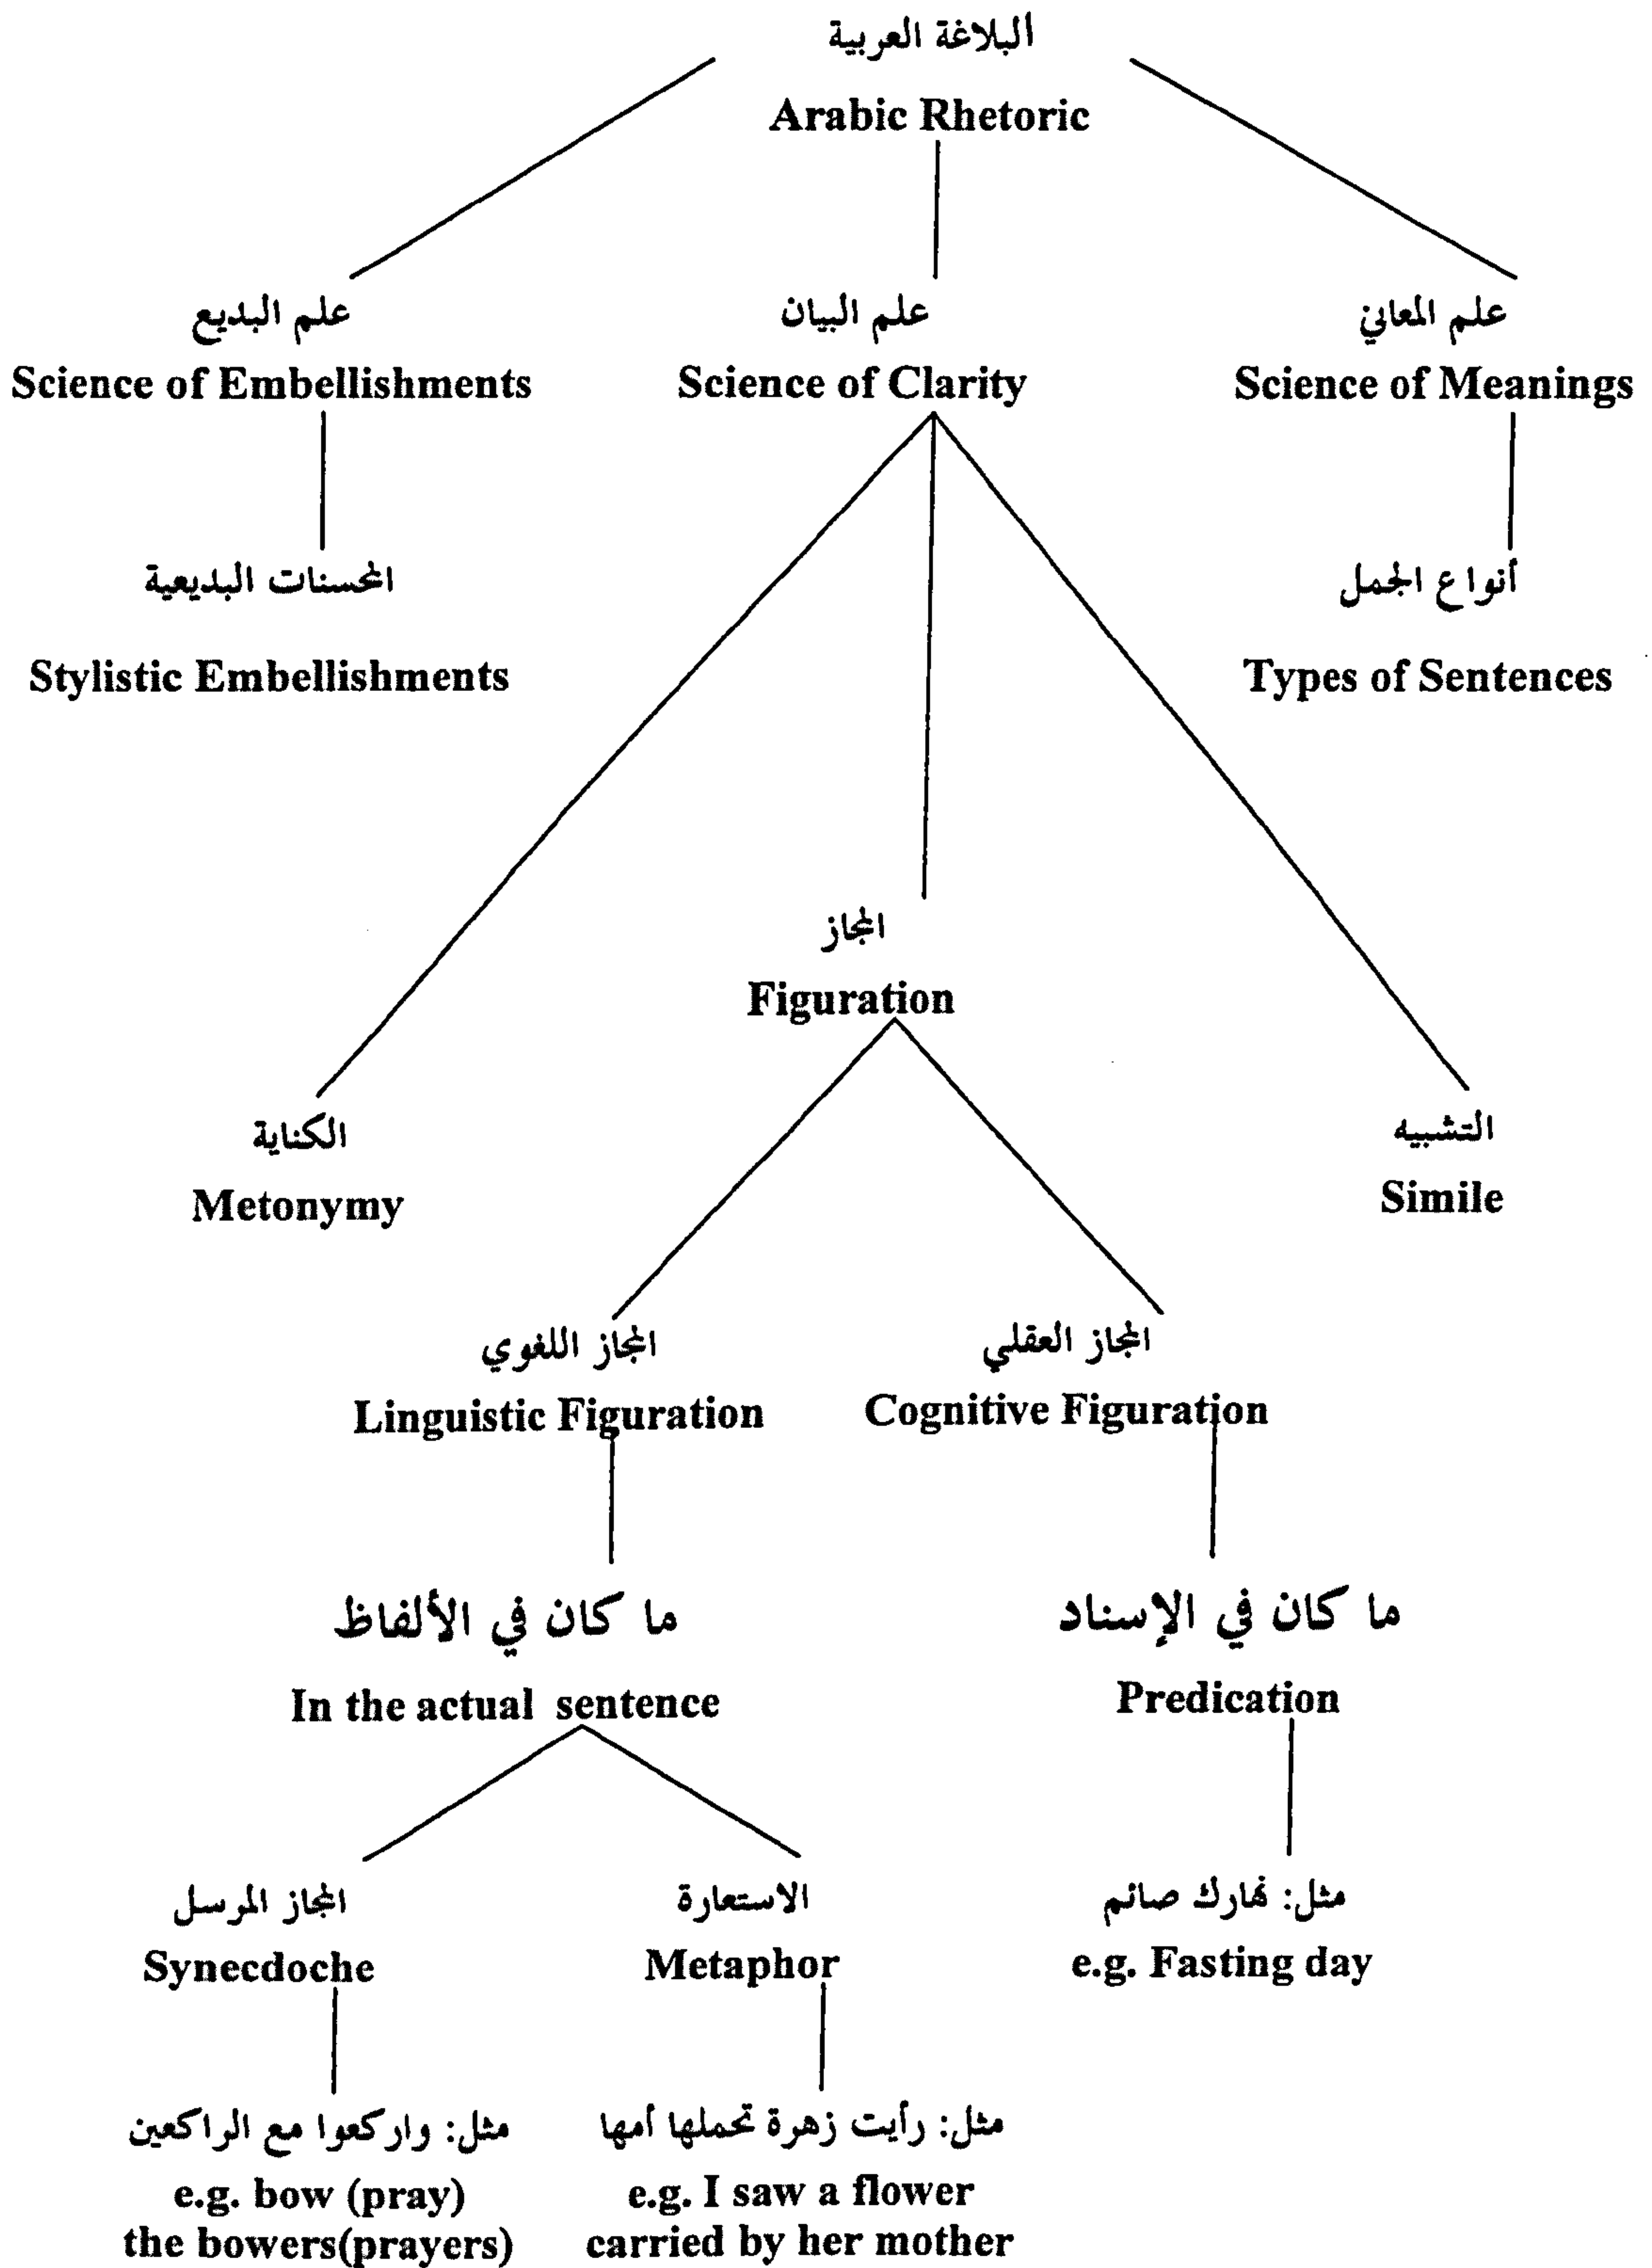 البلاغة العربية
Arabic Rhetoric
علم البديع
علم البيان
علم المعاني
Science of Embellishments
Science of Clarity
Science of Meanings
المحسنات البديعية
أنواع الجمل
Stylistic Embellishments
Types of Sentences
المجاز
Figuration
الكناية
التشبيه
Metonymy
Simile
المجاز اللغوي
المجاز العقلي
Linguistic Figuration
Cognitive Figuration
ما كان في الألفاظ
ما كان في الإسناد
In the actual sentence
Predication
المجاز المرسل
الاستعارة
مثل: نهارك صائم
Synecdoche
Metaphor
e.g. Fasting day
مثل: واركعوا مع الراكعين
مثل: رأيت زهرة تحملها أمها
e.g. bow (pray)
e.g. I saw a flower
the bowers(prayers)
carried by her mother